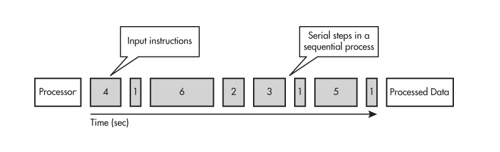 Input instructions
Serial steps in a
sequential process
Processor 4 1 6 2 3 1 5 1 Processed Data
Time (sec)